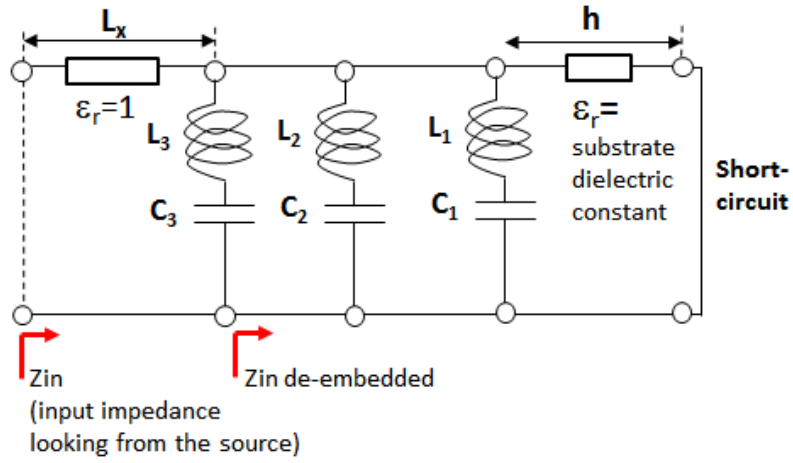 Lₓ
h
εᵣ=1
L₃
L₂
L₁
εᵣ=
substrate
dielectric
constant
Short-
circuit
C₃
C₂
C₁
Zin
(input impedance
looking from the source)
Zin de-embedded